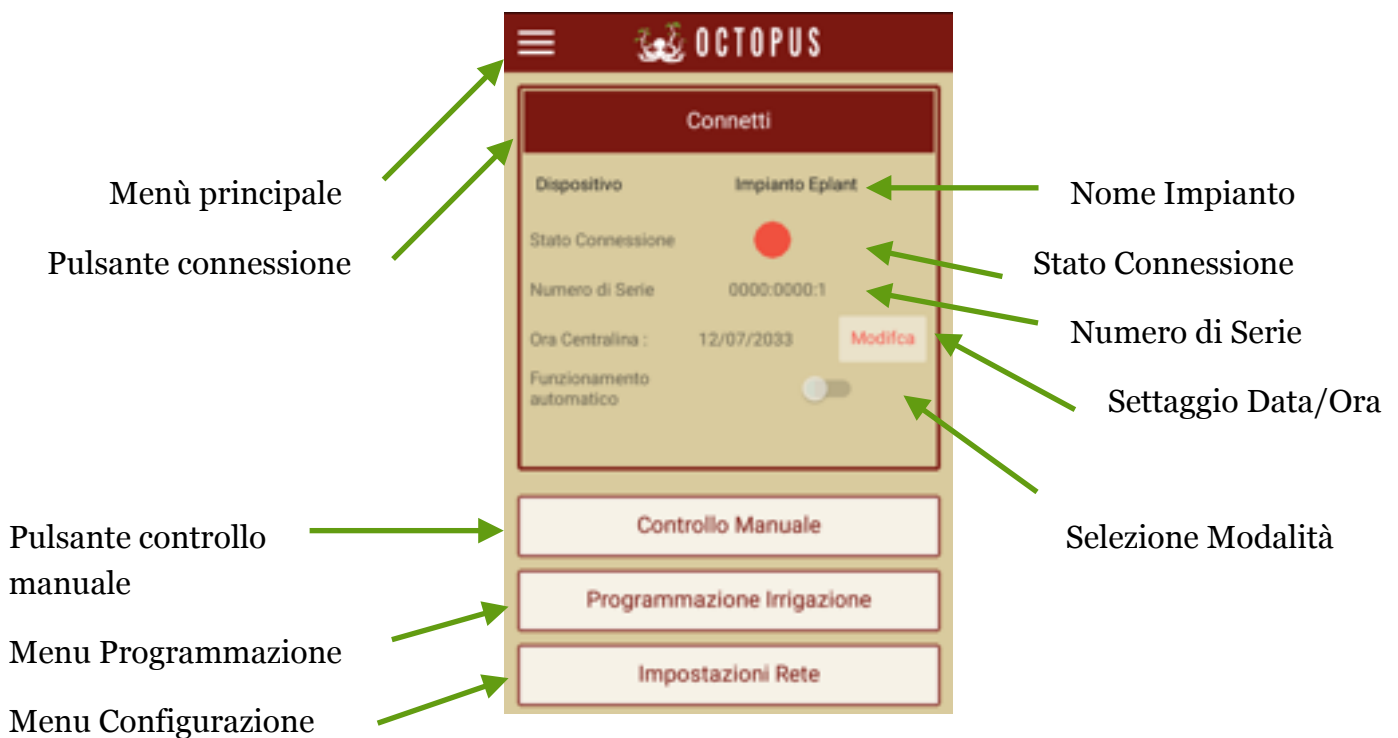 OCTOPUS
Connetti
Menù principale
Dispositivo
Impianto Eplant
Nome Impianto
Pulsante connessione
Stato Connessione
Stato Connessione
Numero di Serie
0000:0000:1
Numero di Serie
Ora Centralina :
12/07/2033
Modifca
Settaggio Data/Ora
Funzionamento
automatico
Selezione Modalità
Pulsante controllo
manuale
Controllo Manuale
Menu Programmazione
Programmazione Irrigazione
Menu Configurazione
Impostazioni Rete